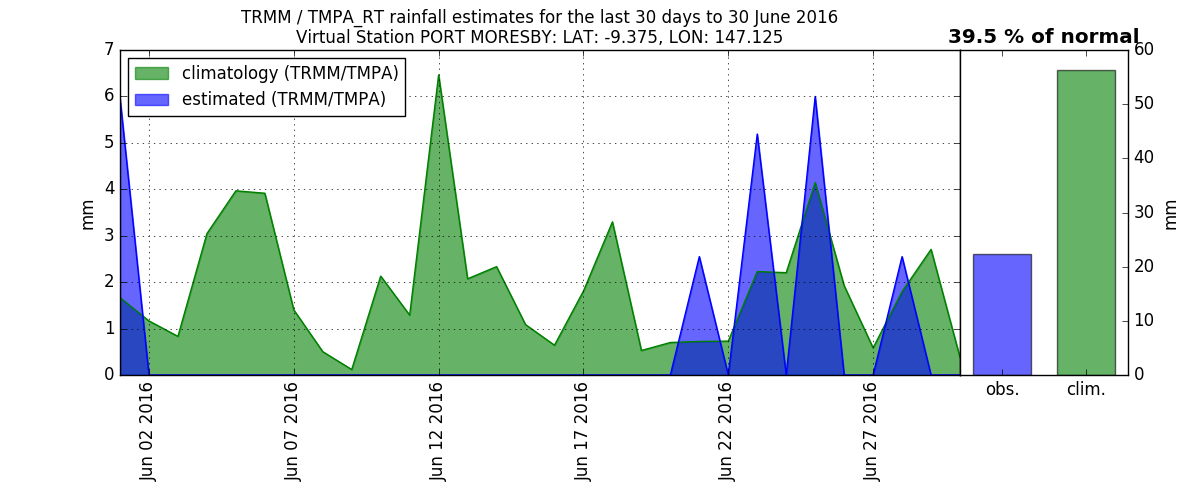 TRMM / TMPA_RT rainfall estimates for the last 30 days to 30 June 2016
Virtual Station PORT MORESBY: LAT: -9.375, LON: 147.125
39.5 % of normal
climatology (TRMM/TMPA)
estimated (TRMM/TMPA)
7
6
5
4
3
2
1
0
mm
Jun 02 2016
Jun 07 2016
Jun 12 2016
Jun 17 2016
Jun 22 2016
Jun 27 2016
60
50
40
30
20
10
0
mm
obs.
clim.